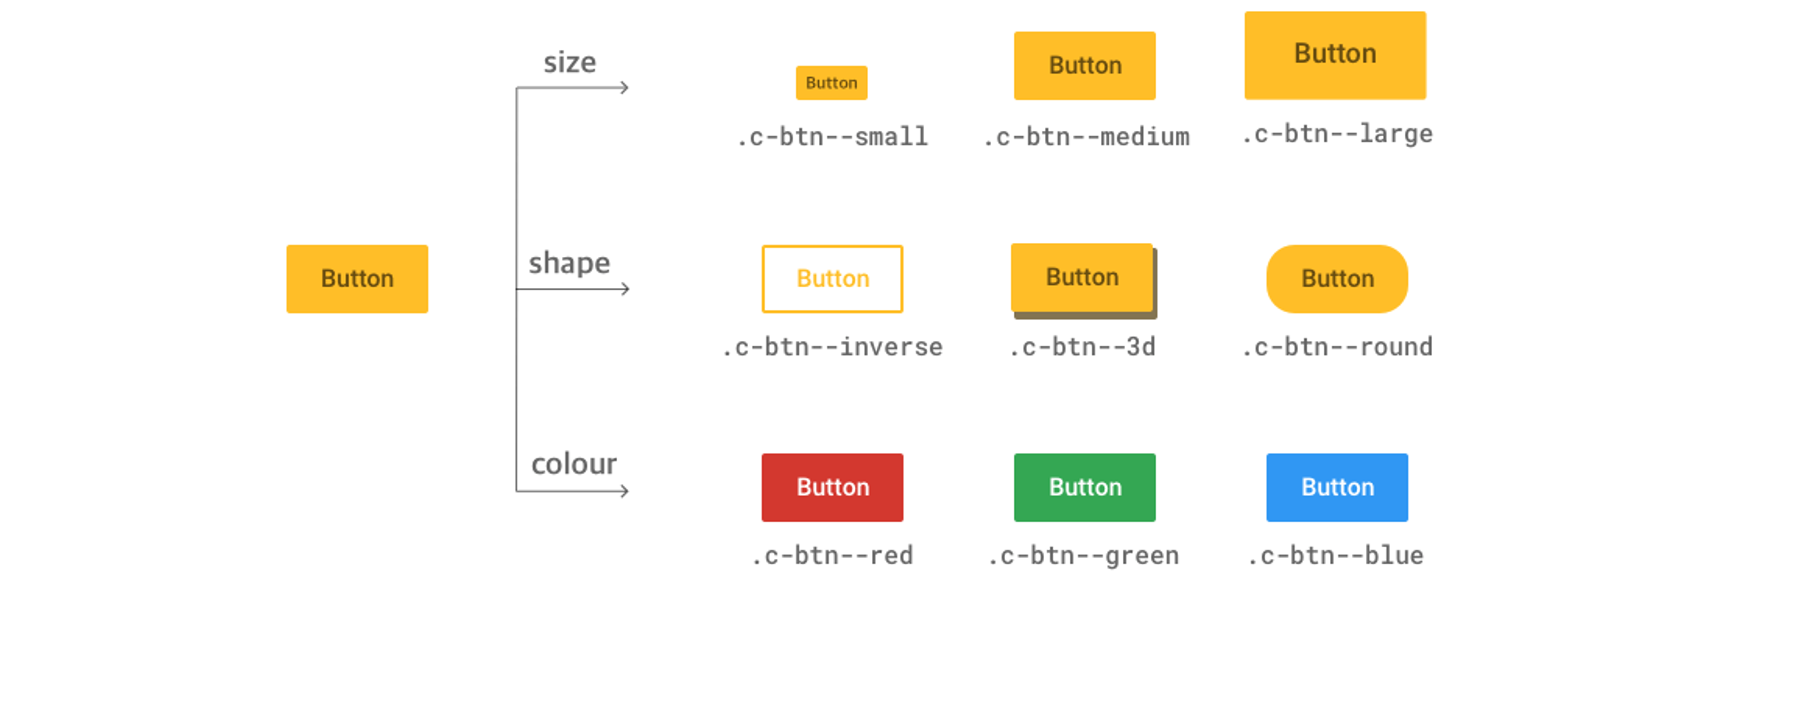 size
Button
Button
Button
.c-btn--small
.c-btn--medium
.c-btn--large
Button
shape
Button
Button
Button
.c-btn--inverse
.c-btn--3d
.c-btn--round
colour
Button
Button
Button
.c-btn--red
.c-btn--green
.c-btn--blue